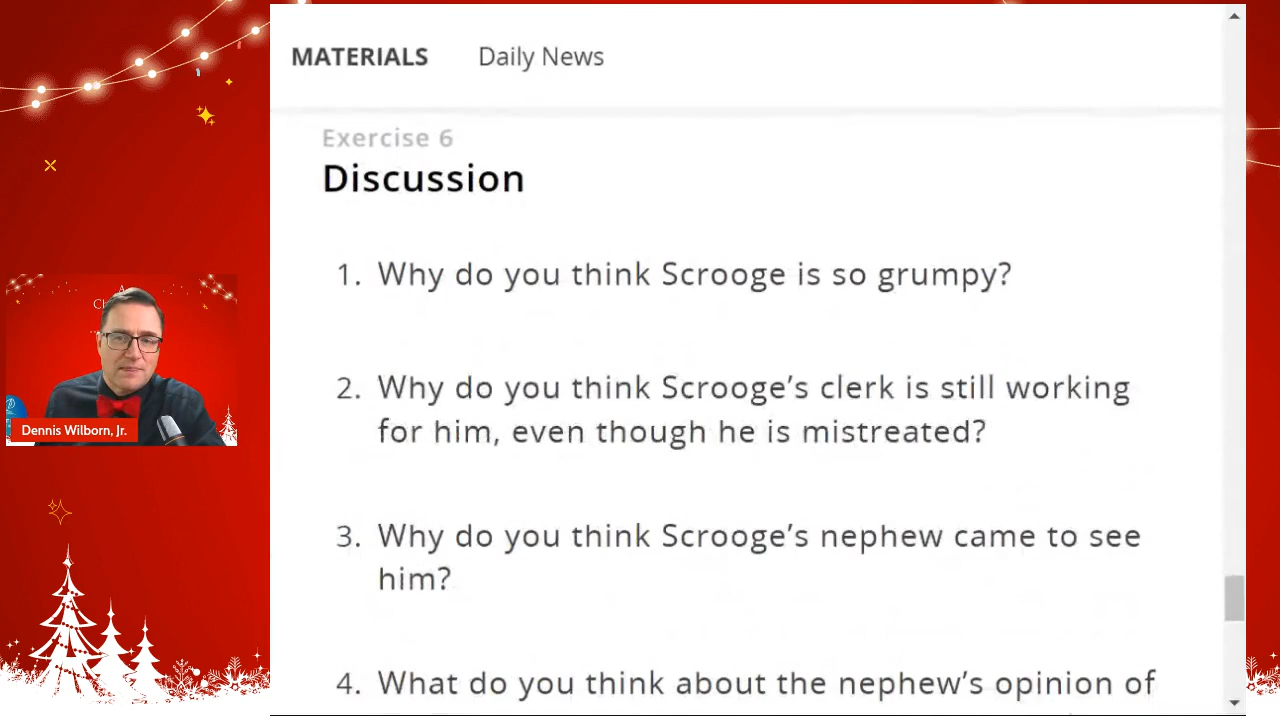 MATERIALS
Daily News
Exercise 6
Discussion
1. Why do you think Scrooge is so grumpy?
2. Why do you think Scrooge's clerk is still working
for him, even though he is mistreated?
3. Why do you think Scrooge's nephew came to see
him?
4. What do you think about the nephew's opinion of
Dennis Wilborn, Jr.